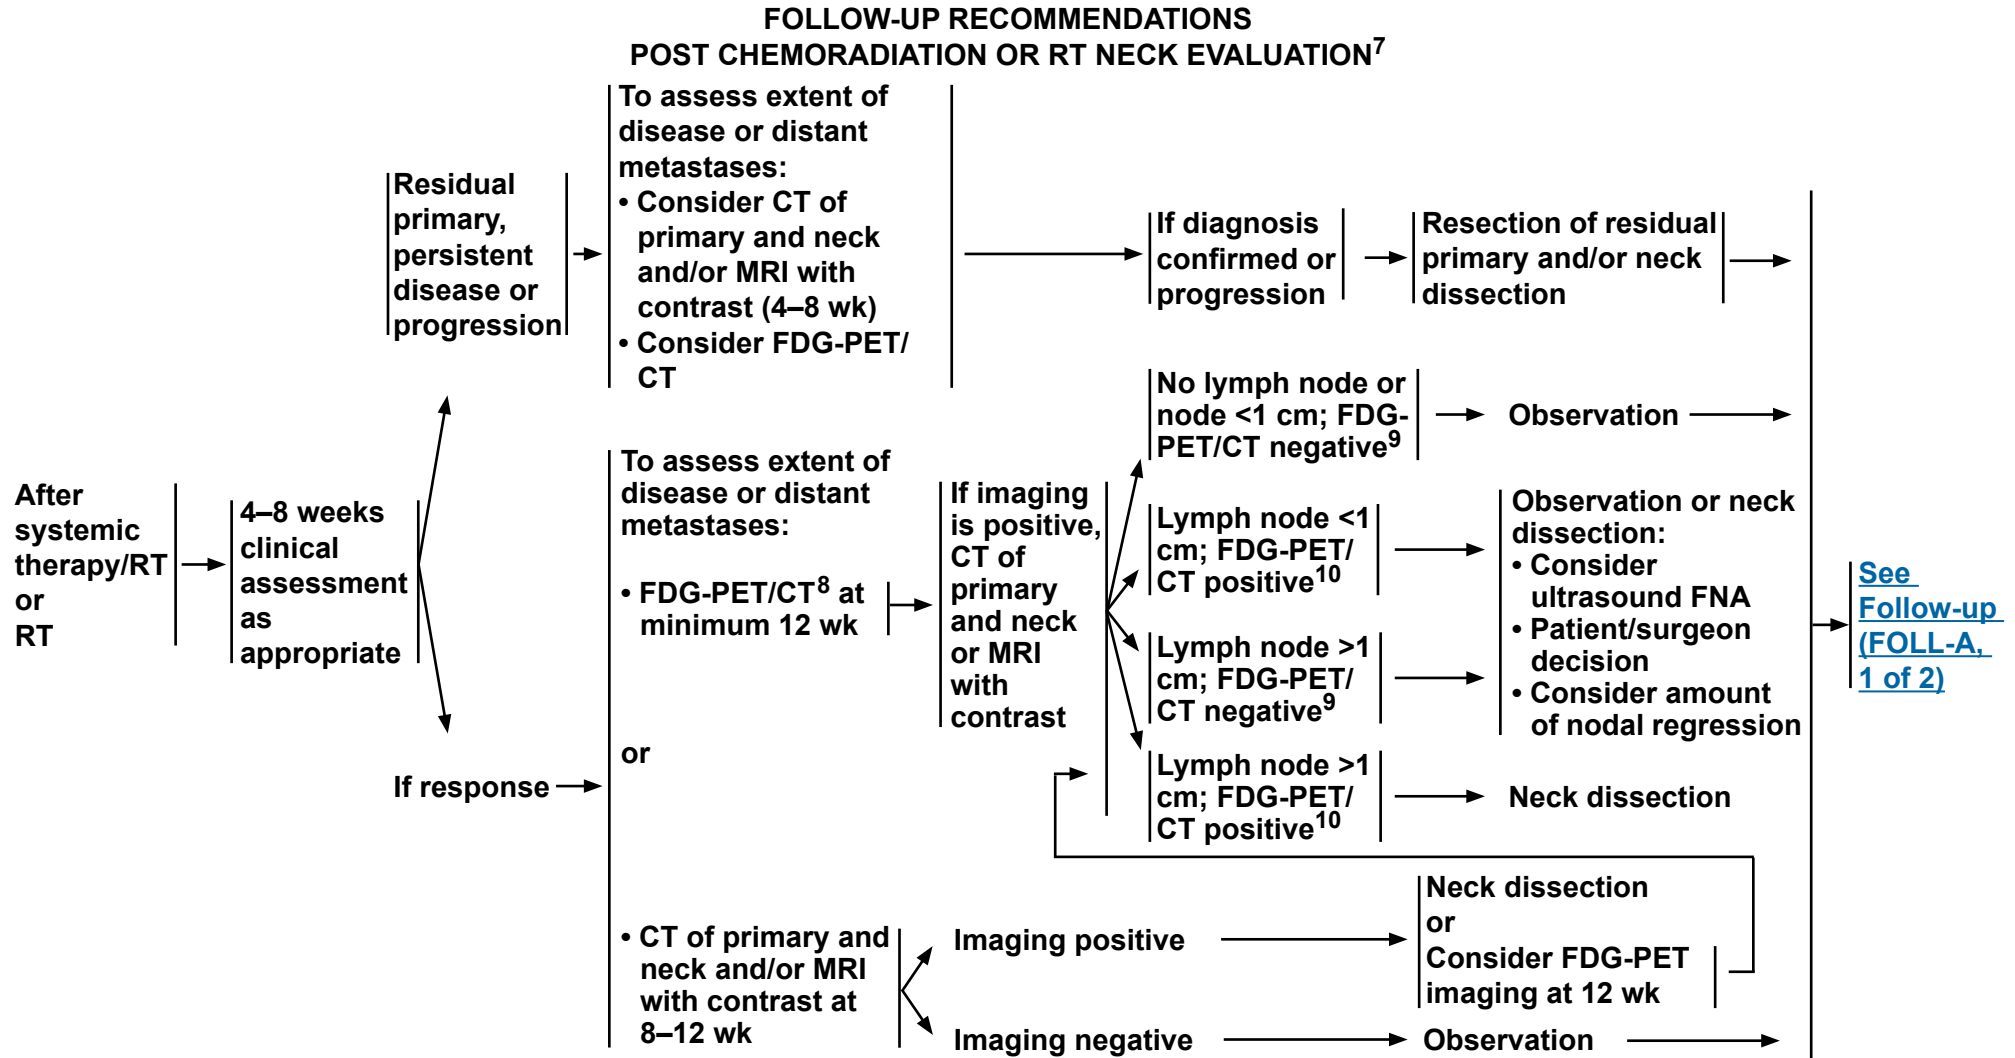 FOLLOW-UP RECOMMENDATIONS
POST CHEMORADIATION OR RT NECK EVALUATION7
After
systemic
therapy/RT
or
RT
4–8 weeks
clinical
assessment
as
appropriate
Residual
primary,
persistent
disease or
progression
To assess extent of
disease or distant
metastases:
• Consider CT of
primary and neck
and/or MRI with
contrast (4–8 wk)
• Consider FDG-PET/
CT
If diagnosis
confirmed or
progression
Resection of residual
primary and/or neck
dissection
If response
To assess extent of
disease or distant
metastases:
• FDG-PET/CT8 at
minimum 12 wk
or
• CT of primary and
neck and/or MRI
with contrast at
8–12 wk
If imaging
is positive,
CT of
primary
and neck
or MRI
with
contrast
No lymph node or
node <1 cm; FDG-
PET/CT negative9
Observation
Lymph node <1
cm; FDG-PET/
CT positive10
Lymph node >1
cm; FDG-PET/
CT negative9
Observation or neck
dissection:
• Consider
ultrasound FNA
• Patient/surgeon
decision
• Consider amount
of nodal regression
Lymph node >1
cm; FDG-PET/
CT positive10
Neck dissection
Imaging positive
Neck dissection
or
Consider FDG-PET
imaging at 12 wk
Imaging negative
Observation
See
Follow-up
(FOLL-A,
1 of 2)